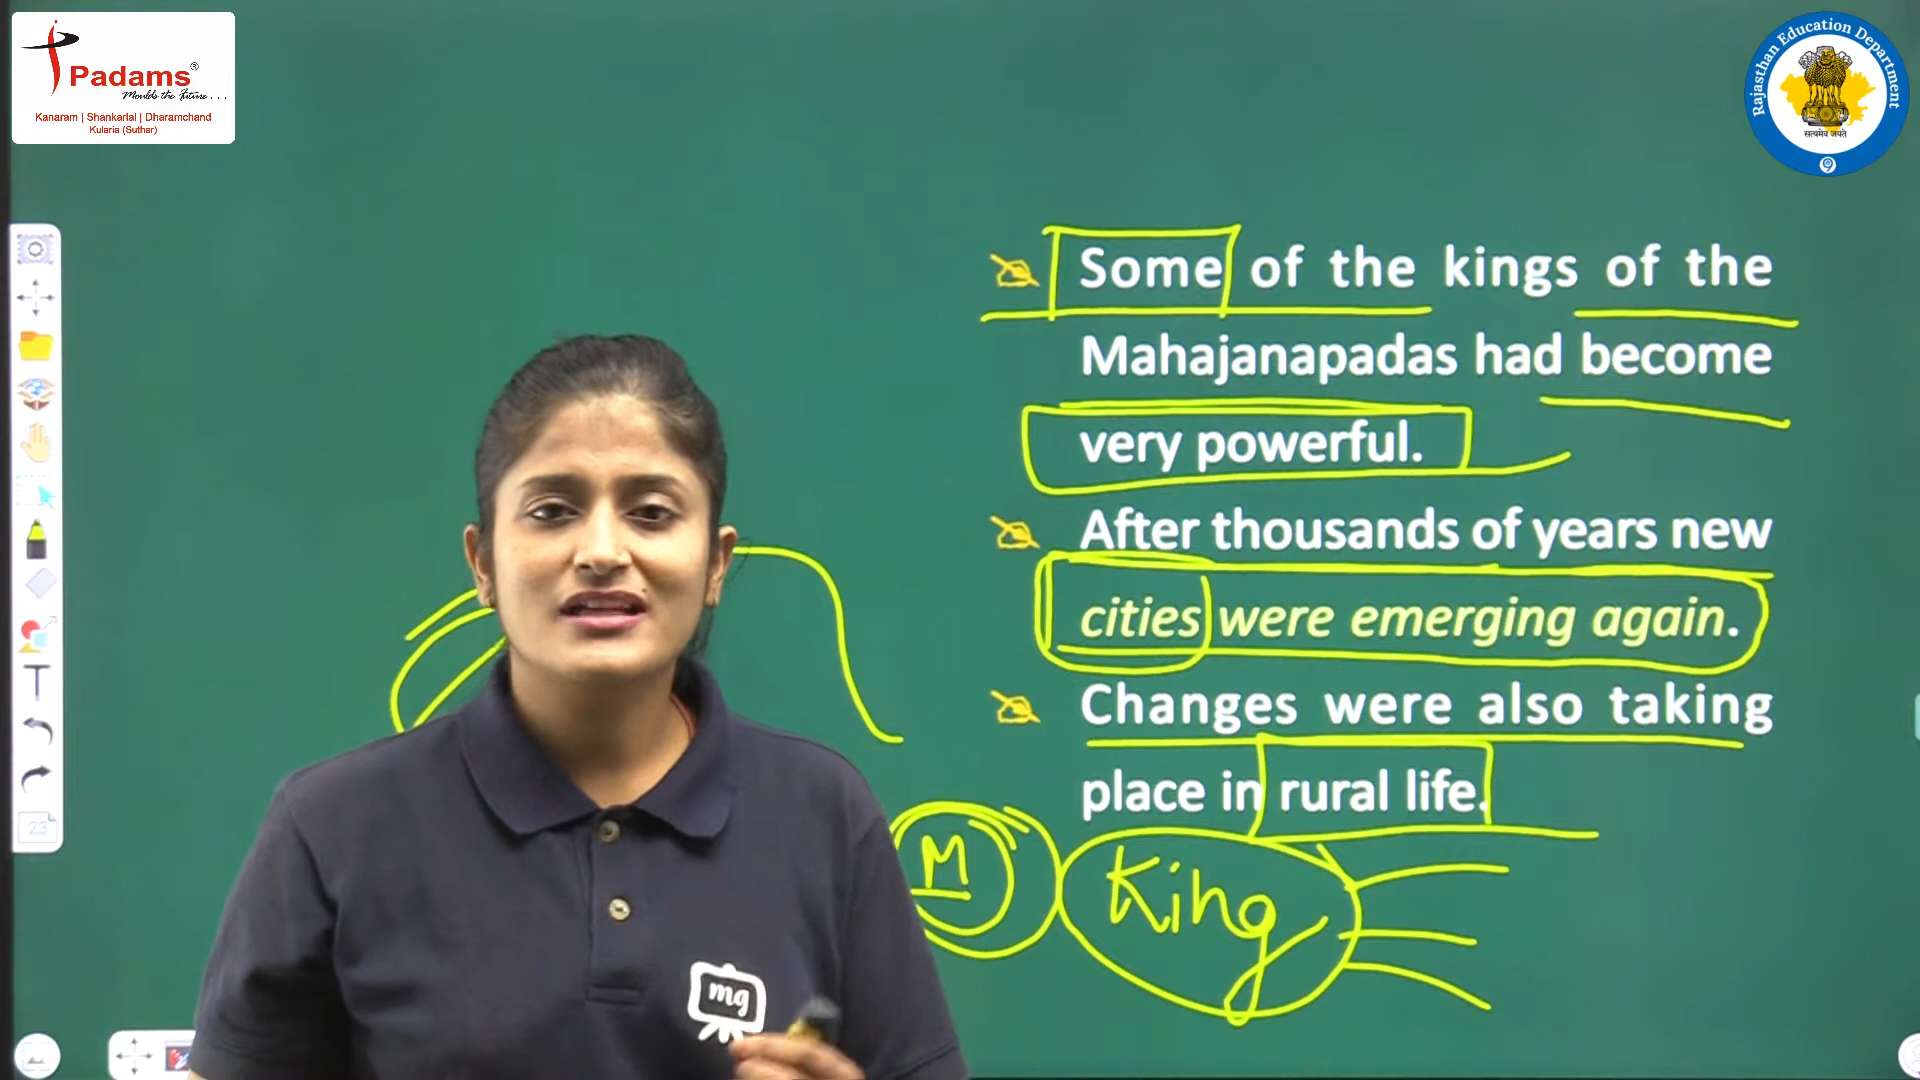 Padams®
Moulds the Future...
Kanaram | Shankarlal | Dharamchand
Kularia (Suthar)
Rajasthan Education Department
सत्यमेव जयते
Some of the kings of the
Mahajanapadas had become
very powerful.
After thousands of years new
cities were emerging again.
Changes were also taking
place in rural life.
M
King
mg
T
23